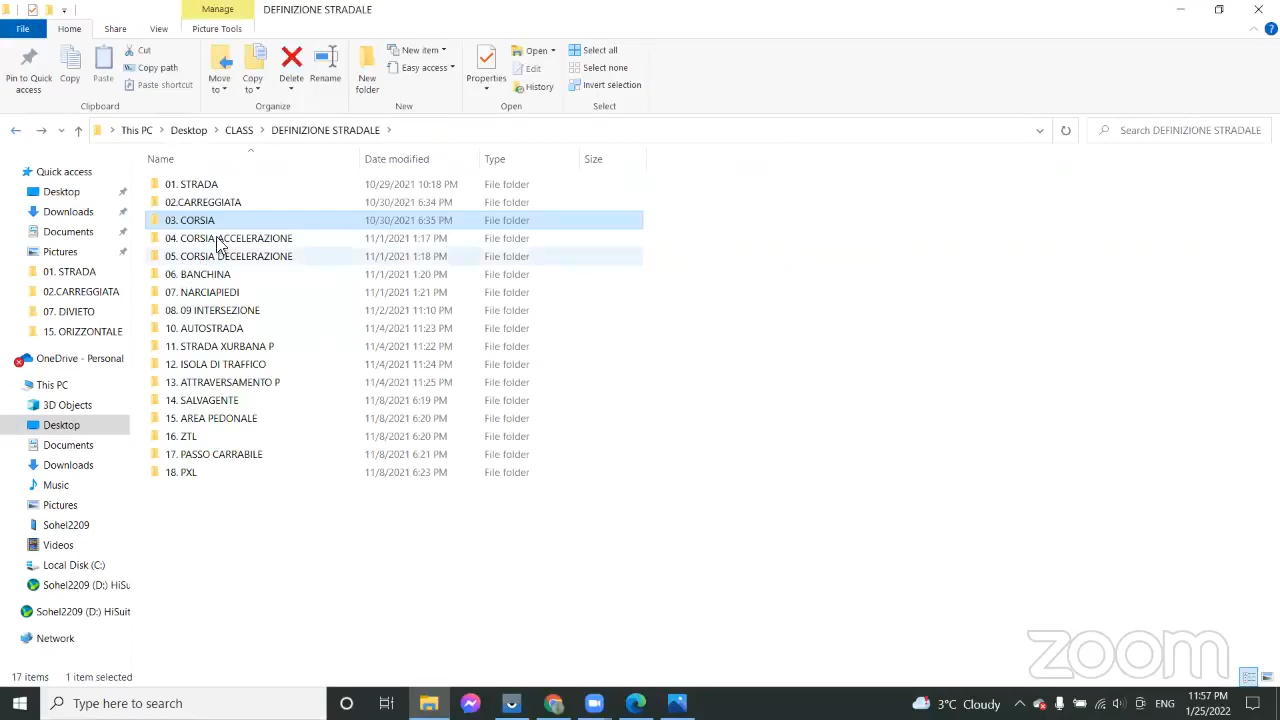 Manage
DEFINIZIONE STRADALE
File
Home
Share
View
Picture Tools
Pin to Quick access
Copy
Paste
Cut
Copy path
Paste shortcut
Clipboard
Move to
Copy to
Delete
Rename
Organize
New folder
New item
Easy access
New
Properties
Open
Edit
History
Open
Select all
Select none
Invert selection
Select
This PC
Desktop
CLASS
DEFINIZIONE STRADALE
Search DEFINIZIONE STRADALE
Name
Date modified
Type
Size
01. STRADA 10/29/2021 10:18 PM File folder
02.CARREGGIATA 10/30/2021 6:34 PM File folder
03. CORSIA 10/30/2021 6:35 PM File folder
04. CORSIA ACCELERAZIONE 11/1/2021 1:17 PM File folder
05. CORSIA DECELERAZIONE 11/1/2021 1:18 PM File folder
06. BANCHINA 11/1/2021 1:20 PM File folder
07. NARCIAPIEDI 11/1/2021 1:21 PM File folder
08. 09 INTERSEZIONE 11/2/2021 11:10 PM File folder
10. AUTOSTRADA 11/4/2021 11:23 PM File folder
11. STRADA XURBANA P 11/4/2021 11:22 PM File folder
12. ISOLA DI TRAFFICO 11/4/2021 11:24 PM File folder
13. ATTRAVERSAMENTO P 11/4/2021 11:25 PM File folder
14. SALVAGENTE 11/8/2021 6:19 PM File folder
15. AREA PEDONALE 11/8/2021 6:20 PM File folder
16. ZTL 11/8/2021 6:20 PM File folder
17. PASSO CARRABILE 11/8/2021 6:21 PM File folder
18. PXL 11/8/2021 6:23 PM File folder
Quick access
Desktop
Downloads
Documents
Pictures
01. STRADA
02.CARREGGIATA
07. DIVIETO
15. ORIZZONTALE
OneDrive - Personal
This PC
3D Objects
Desktop
Documents
Downloads
Music
Pictures
Sohel2209
Videos
Local Disk (C:)
Sohel2209 (D:) HiSu
Sohel2209 (D:) HiSuit
Network
17 items
1 item selected
zoom
Type here to search
3°C Cloudy
ENG
11:57 PM
1/25/2022